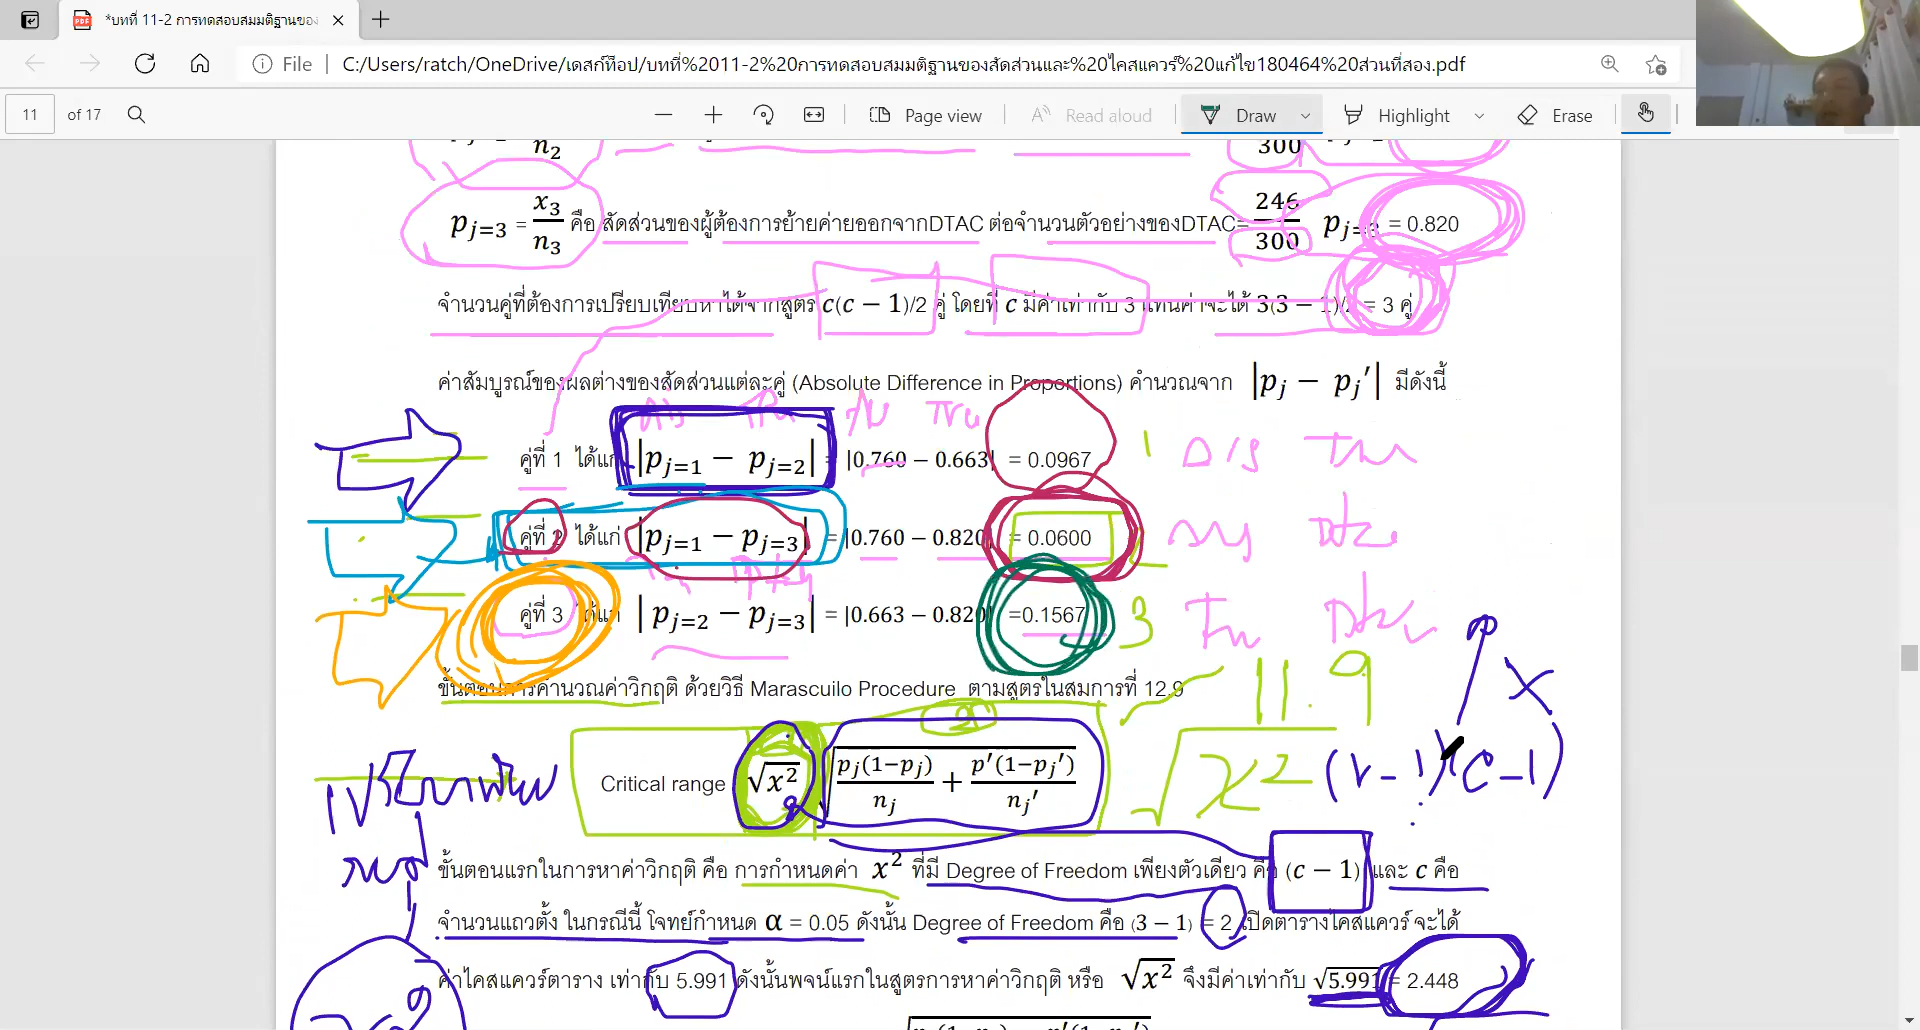 *บทที่ 11-2 การทดสอบสมมติฐานของ
File C:/Users/ratch/OneDrive/เดสก์ท็อป/บทที่%2011-2%20การทดสอบสมมติฐานของสัดส่วนและ%20ไคสแควร์%20แก้ไข180464%20ส่วนที่สอง.pdf
11 of 17 Page view Read aloud Draw Highlight Erase
n₂ 300
p_{j=3} = x₃/n₃ คือ สัดส่วนของผู้ต้องการย้ายค่ายออกจากDTAC ต่อจำนวนตัวอย่างของDTAC= 246/300 p_{j=3} = 0.820
จำนวนคู่ที่ต้องการเปรียบเทียบหาได้จากสูตร c(c − 1)/2 คู่ โดยที่ c มีค่าเท่ากับ 3 แทนค่าจะได้ 3(3 − 1)/2 = 3 คู่
ค่าสัมบูรณ์ของผลต่างของสัดส่วนแต่ละคู่ (Absolute Difference in Proportions) คำนวณจาก |p_j − p_j′| มีดังนี้
คู่ที่ 1 ได้แก่ |p_{j=1} − p_{j=2}| = |0.760 − 0.663| = 0.0967 1
คู่ที่ 2 ได้แก่ |p_{j=1} − p_{j=3}| = |0.760 − 0.820| = 0.0600
คู่ที่ 3 ได้แก่ |p_{j=2} − p_{j=3}| = |0.663 − 0.820| =0.1567 3
ขั้นตอนการคำนวณค่าวิกฤติ ด้วยวิธี Marascuilo Procedure ตามสูตรในสมการที่ 12.9 11.9
Critical range √x² √(p_j(1−p_j)/n_j + p′(1−p_j′)/n_j′) √x² (r-1)(c-1) X
ขั้นตอนแรกในการหาค่าวิกฤติ คือ การกำหนดค่า x² ที่มี Degree of Freedom เพียงตัวเดียว คือ (c − 1) และ c คือ
จำนวนแถวตั้ง ในกรณีนี้ โจทย์กำหนด α = 0.05 ดังนั้น Degree of Freedom คือ (3 − 1) = 2 เปิดตารางไคสแควร์ จะได้
ค่าไคสแควร์ตาราง เท่ากับ 5.991 ดังนั้นพจน์แรกในสูตรการหาค่าวิกฤติ หรือ √x² จึงมีค่าเท่ากับ √5.991 = 2.448